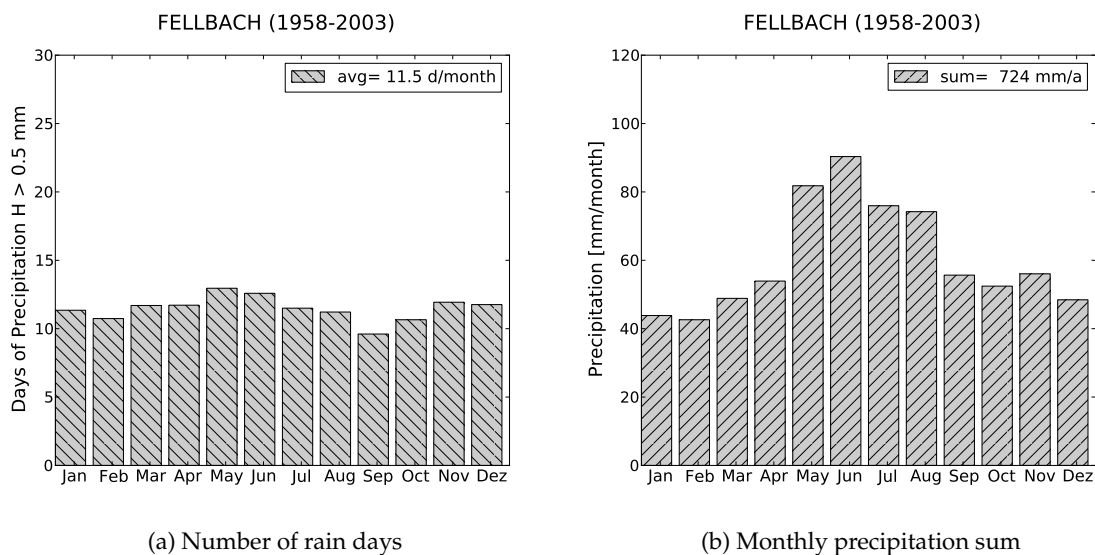 FELLBACH (1958-2003)
30
25
20
15
10
5
0
Days of Precipitation H > 0.5 mm
avg= 11.5 d/month
Jan Feb Mar Apr May Jun Jul Aug Sep Oct Nov Dez
(a) Number of rain days
FELLBACH (1958-2003)
120
100
80
60
40
20
0
Precipitation [mm/month]
sum= 724 mm/a
Jan Feb Mar Apr May Jun Jul Aug Sep Oct Nov Dez
(b) Monthly precipitation sum